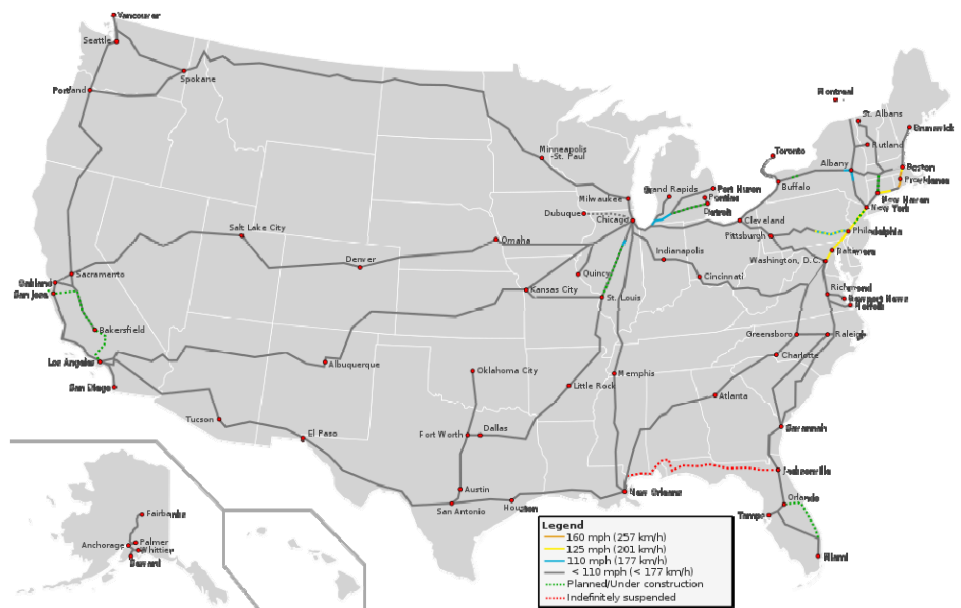 Vancouver
Seattle
Spokane
Portland
Montreal
St. Albans
Brunswick
Rutland
Toronto
Albany
Boston
Providence
Minneapolis
-St. Paul
Grand Rapids
Port Huron
Pontiac
Detroit
Buffalo
New Haven
New York
Milwaukee
Dubuque
Chicago
Cleveland
Philadelphia
Pittsburgh
Baltimore
Washington, D.C.
Salt Lake City
Omaha
Denver
Indianapolis
Cincinnati
Quincy
Sacramento
Oakland
San Jose
Kansas City
St. Louis
Richmond
Newport News
Norfolk
Bakersfield
Greensboro
Raleigh
Los Angeles
Albuquerque
Oklahoma City
Memphis
Charlotte
San Diego
Little Rock
Atlanta
Tucson
El Paso
Fort Worth
Dallas
Savannah
Jacksonville
Austin
New Orleans
Orlando
San Antonio
Houston
Tampa
Miami
Fairbanks
Anchorage
Palmer
Whittier
Legend
160 mph (257 km/h)
125 mph (201 km/h)
110 mph (177 km/h)
< 110 mph (< 177 km/h)
Planned/Under construction
Indefinitely suspended